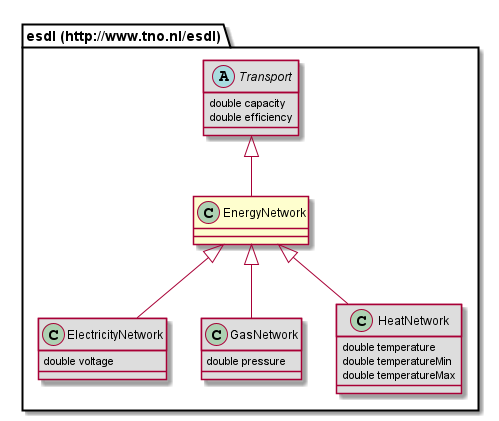 esdl (http://www.tno.nl/esdl)
A Transport
double capacity
double efficiency
C EnergyNetwork
C ElectricityNetwork
double voltage
C GasNetwork
double pressure
C HeatNetwork
double temperature
double temperatureMin
double temperatureMax